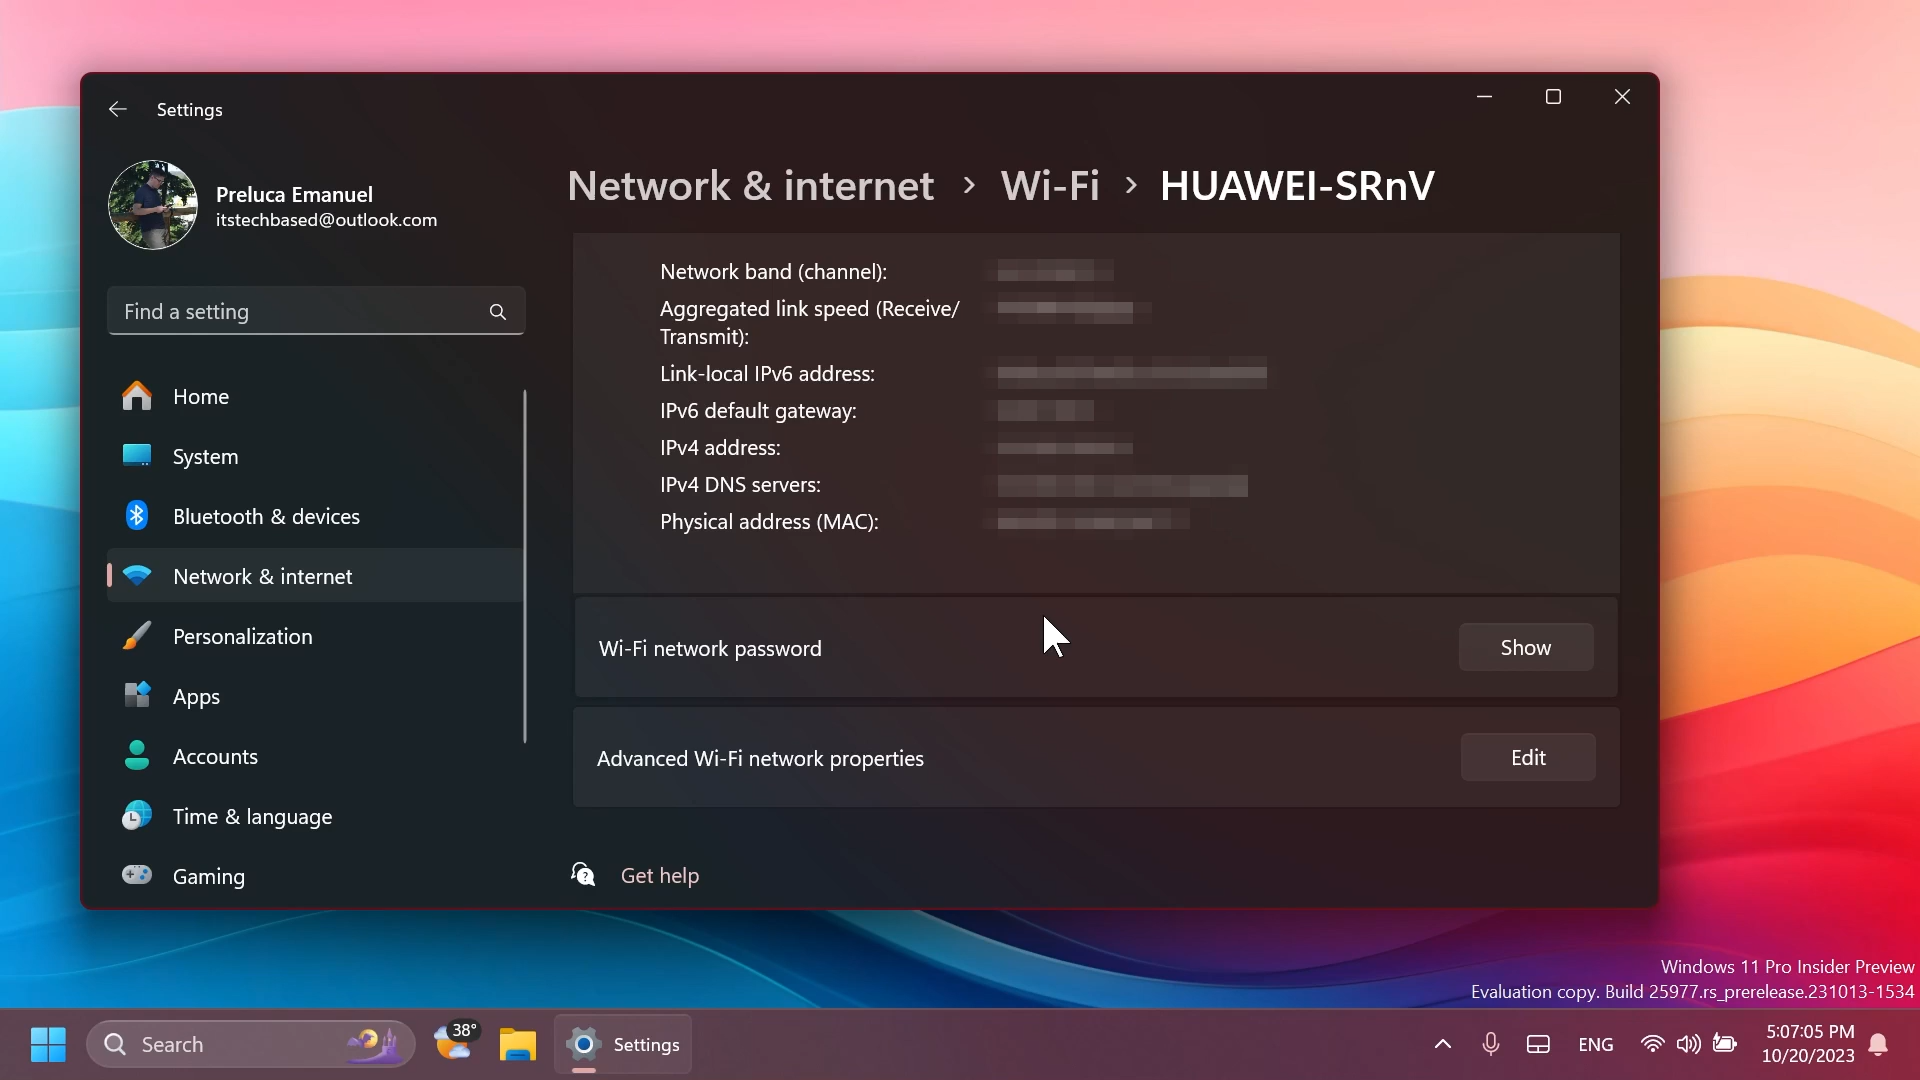 Settings
Preluca Emanuel
itstechbased@outlook.com
Find a setting
Home
System
Bluetooth & devices
Network & internet
Personalization
Apps
Accounts
Time & language
Gaming
Network & internet › Wi-Fi › HUAWEI-SRnV
Network band (channel):
Aggregated link speed (Receive/
Transmit):
Link-local IPv6 address:
IPv6 default gateway:
IPv4 address:
IPv4 DNS servers:
Physical address (MAC):
Wi-Fi network password
Show
Advanced Wi-Fi network properties
Edit
Get help
Windows 11 Pro Insider Preview
Evaluation copy. Build 25977.rs_prerelease.231013-1534
Search
38°
Settings
ENG
5:07:05 PM
10/20/2023